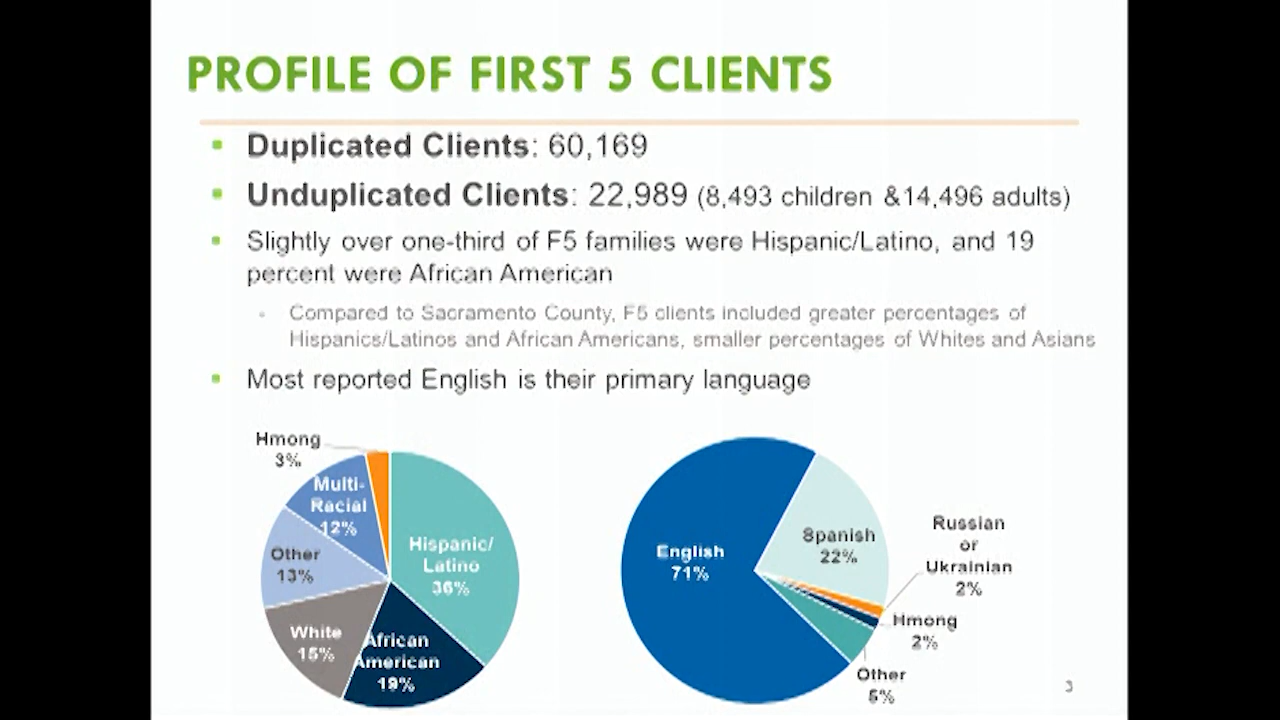 PROFILE OF FIRST 5 CLIENTS
Duplicated Clients: 60,169
Unduplicated Clients: 22,989 (8,493 children &14,496 adults)
Slightly over one-third of F5 families were Hispanic/Latino, and 19
percent were African American
Compared to Sacramento County, F5 clients included greater percentages of
Hispanics/Latinos and African Americans, smaller percentages of Whites and Asians
Most reported English is their primary language
Hmong
3%
Multi-
Racial
12%
Other
13%
White
15%
African
American
19%
Hispanic/
Latino
36%
English
71%
Spanish
22%
Russian
or
Ukrainian
2%
Hmong
2%
Other
5%
3